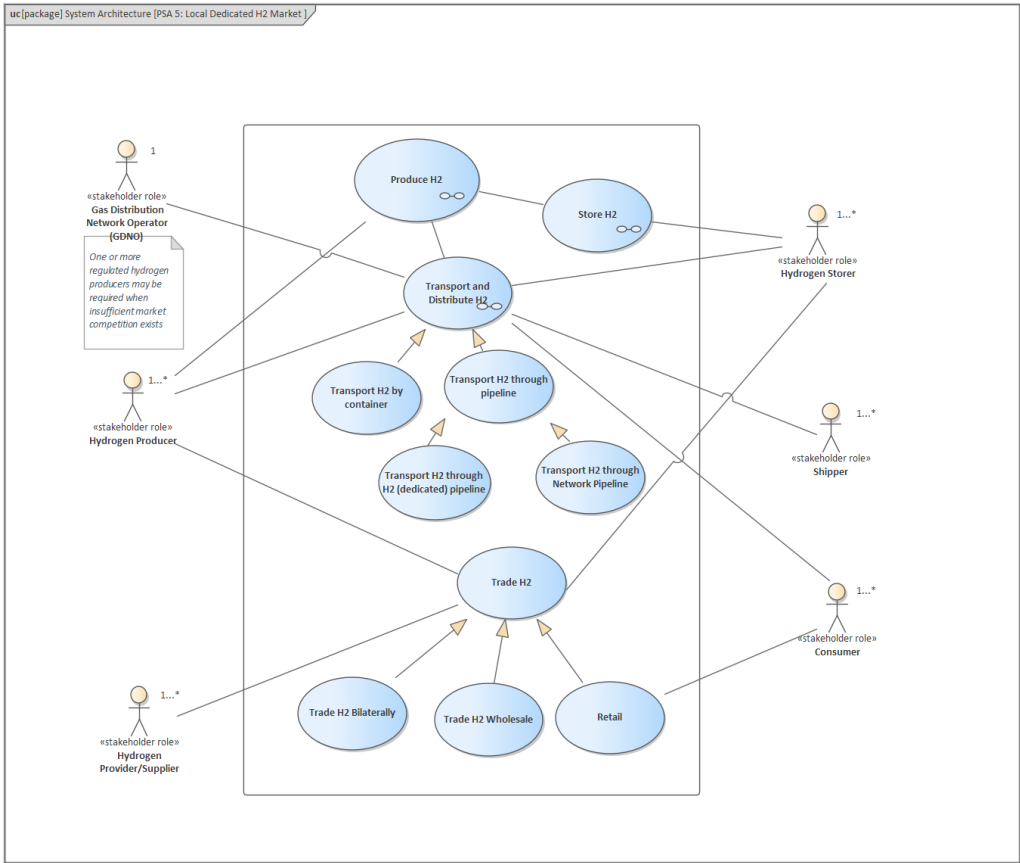 uc [package] System Architecture [PSA 5: Local Dedicated H2 Market ]
1
«stakeholder role»
Gas Distribution
Network Operator
(GDNO)
One or more
regulated hydrogen
producers may be
required when
insufficient market
competition exists
Produce H2
Store H2
1...*
«stakeholder role»
Hydrogen Storer
Transport and
Distribute H2
1...*
«stakeholder role»
Hydrogen Producer
Transport H2 by
container
Transport H2 through
pipeline
1...*
«stakeholder role»
Shipper
Transport H2 through
H2 (dedicated) pipeline
Transport H2 through
Network Pipeline
Trade H2
1...*
«stakeholder role»
Consumer
1...*
«stakeholder role»
Hydrogen
Provider/Supplier
Trade H2 Bilaterally
Trade H2 Wholesale
Retail